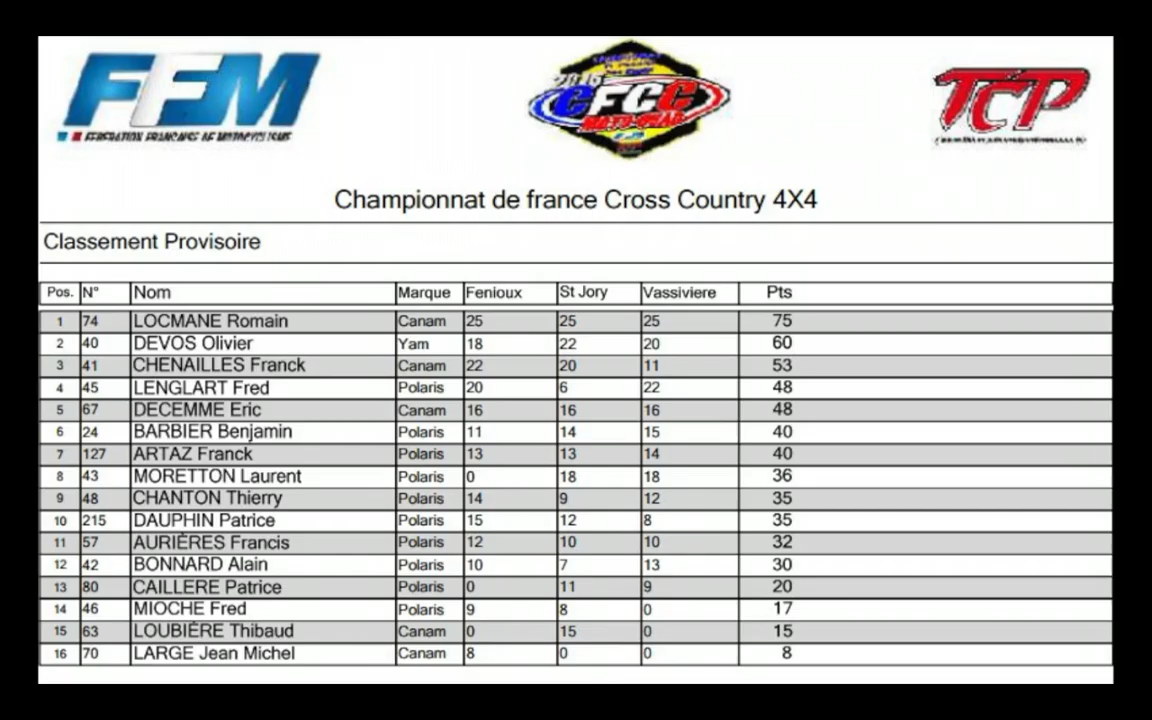 FFM
FEDERATION FRANCAISE DE MOTOCYCLISME
2016
CFCC
MOTO-QUAD
TCP
Championnat de france Cross Country 4X4
Classement Provisoire
Pos. N° Nom Marque Fenioux St Jory Vassiviere Pts
1 74 LOCMANE Romain Canam 25 25 25 75
2 40 DEVOS Olivier Yam 18 22 20 60
3 41 CHENAILLES Franck Canam 22 20 11 53
4 45 LENGLART Fred Polaris 20 6 22 48
5 67 DECEMME Eric Canam 16 16 16 48
6 24 BARBIER Benjamin Polaris 11 14 15 40
7 127 ARTAZ Franck Polaris 13 13 14 40
8 43 MORETTON Laurent Polaris 0 18 18 36
9 48 CHANTON Thierry Polaris 14 9 12 35
10 215 DAUPHIN Patrice Polaris 15 12 8 35
11 57 AURIÈRES Francis Polaris 12 10 10 32
12 42 BONNARD Alain Polaris 10 7 13 30
13 80 CAILLERE Patrice Polaris 0 11 9 20
14 46 MIOCHE Fred Polaris 9 8 0 17
15 63 LOUBIÈRE Thibaud Canam 0 15 0 15
16 70 LARGE Jean Michel Canam 8 0 0 8